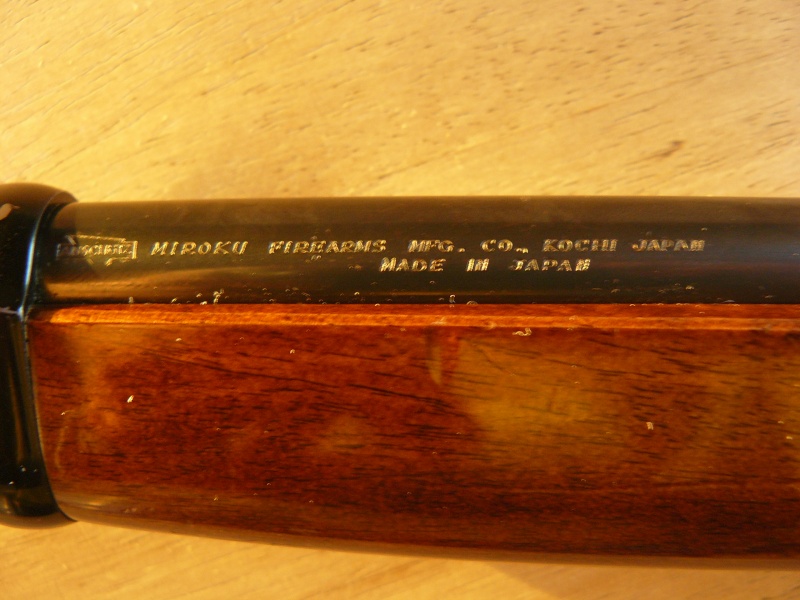 MIROKU FIREARMS MFG. CO., KOCHI JAPAN
MADE IN JAPAN